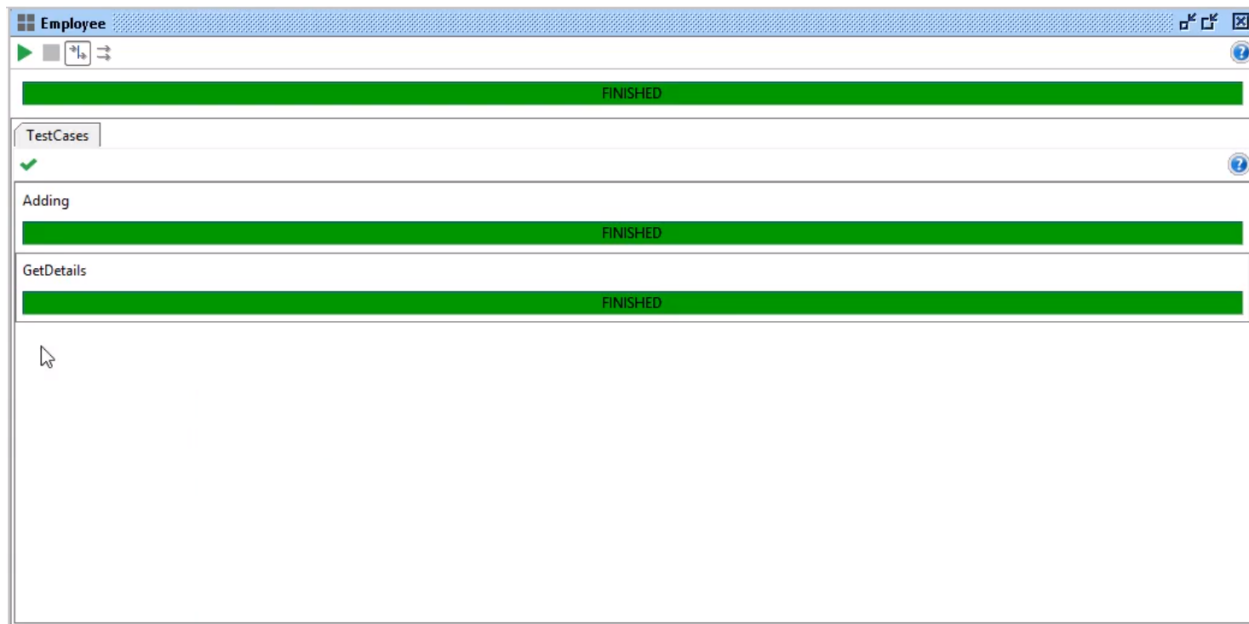 Employee
FINISHED
TestCases
Adding
FINISHED
GetDetails
FINISHED